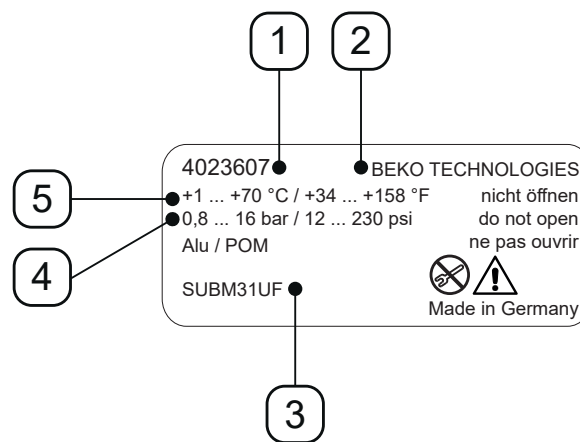 1 2
4023607 BEKO TECHNOLOGIES
5 +1 ... +70 °C / +34 ... +158 °F nicht öffnen
4 0,8 ... 16 bar / 12 ... 230 psi do not open
Alu / POM ne pas ouvrir
SUBM31UF
Made in Germany
3